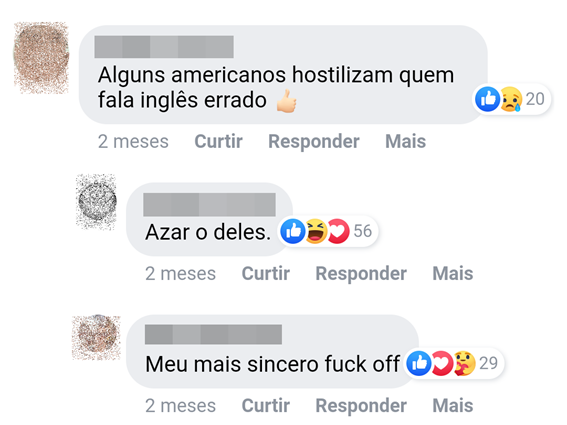 Alguns americanos hostilizam quem
fala inglês errado 👍🏻
20
2 meses Curtir Responder Mais
Azar o deles.
56
2 meses Curtir Responder Mais
Meu mais sincero fuck off
29
2 meses Curtir Responder Mais